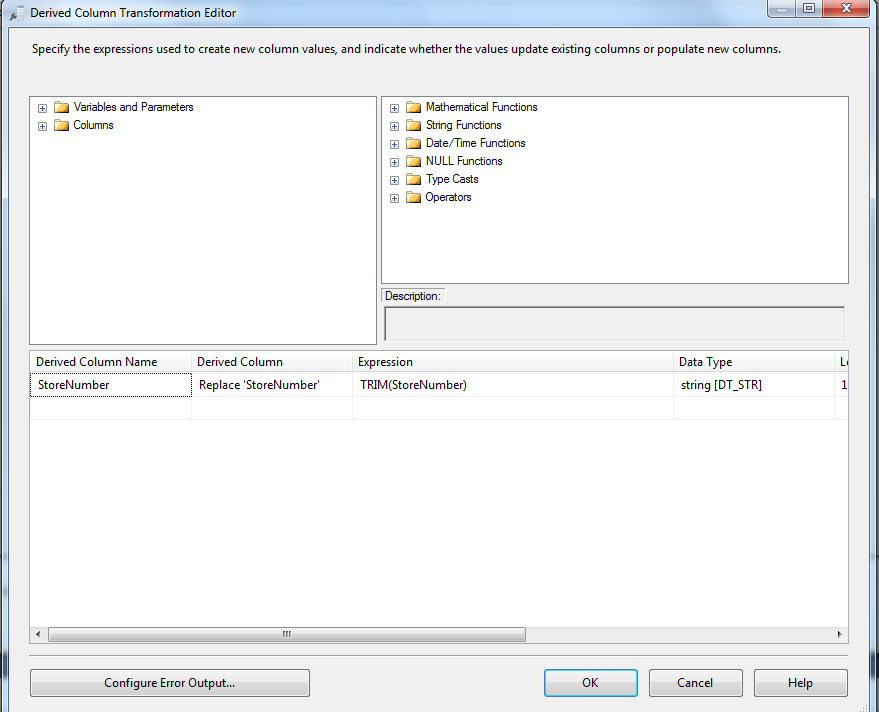 Derived Column Transformation Editor
Specify the expressions used to create new column values, and indicate whether the values update existing columns or populate new columns.
Variables and Parameters
Columns
Mathematical Functions
String Functions
Date/Time Functions
NULL Functions
Type Casts
Operators
Description:
Derived Column Name Derived Column Expression Data Type Le
StoreNumber Replace 'StoreNumber' TRIM(StoreNumber) string [DT_STR] 1
Configure Error Output... OK Cancel Help